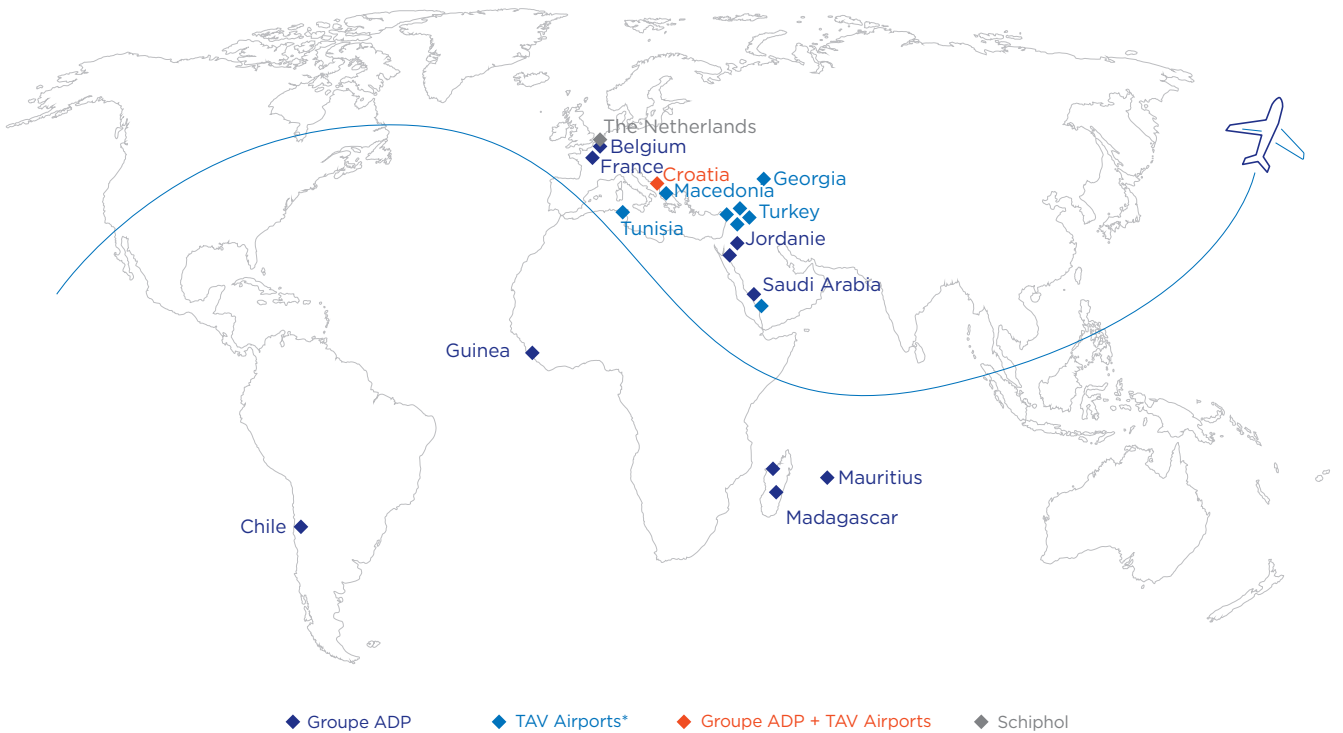 The Netherlands
Belgium
France
Croatia
Georgia
Macedonia
Turkey
Tunisia
Jordanie
Saudi Arabia
Guinea
Mauritius
Madagascar
Chile
Groupe ADP
TAV Airports*
Groupe ADP + TAV Airports
Schiphol